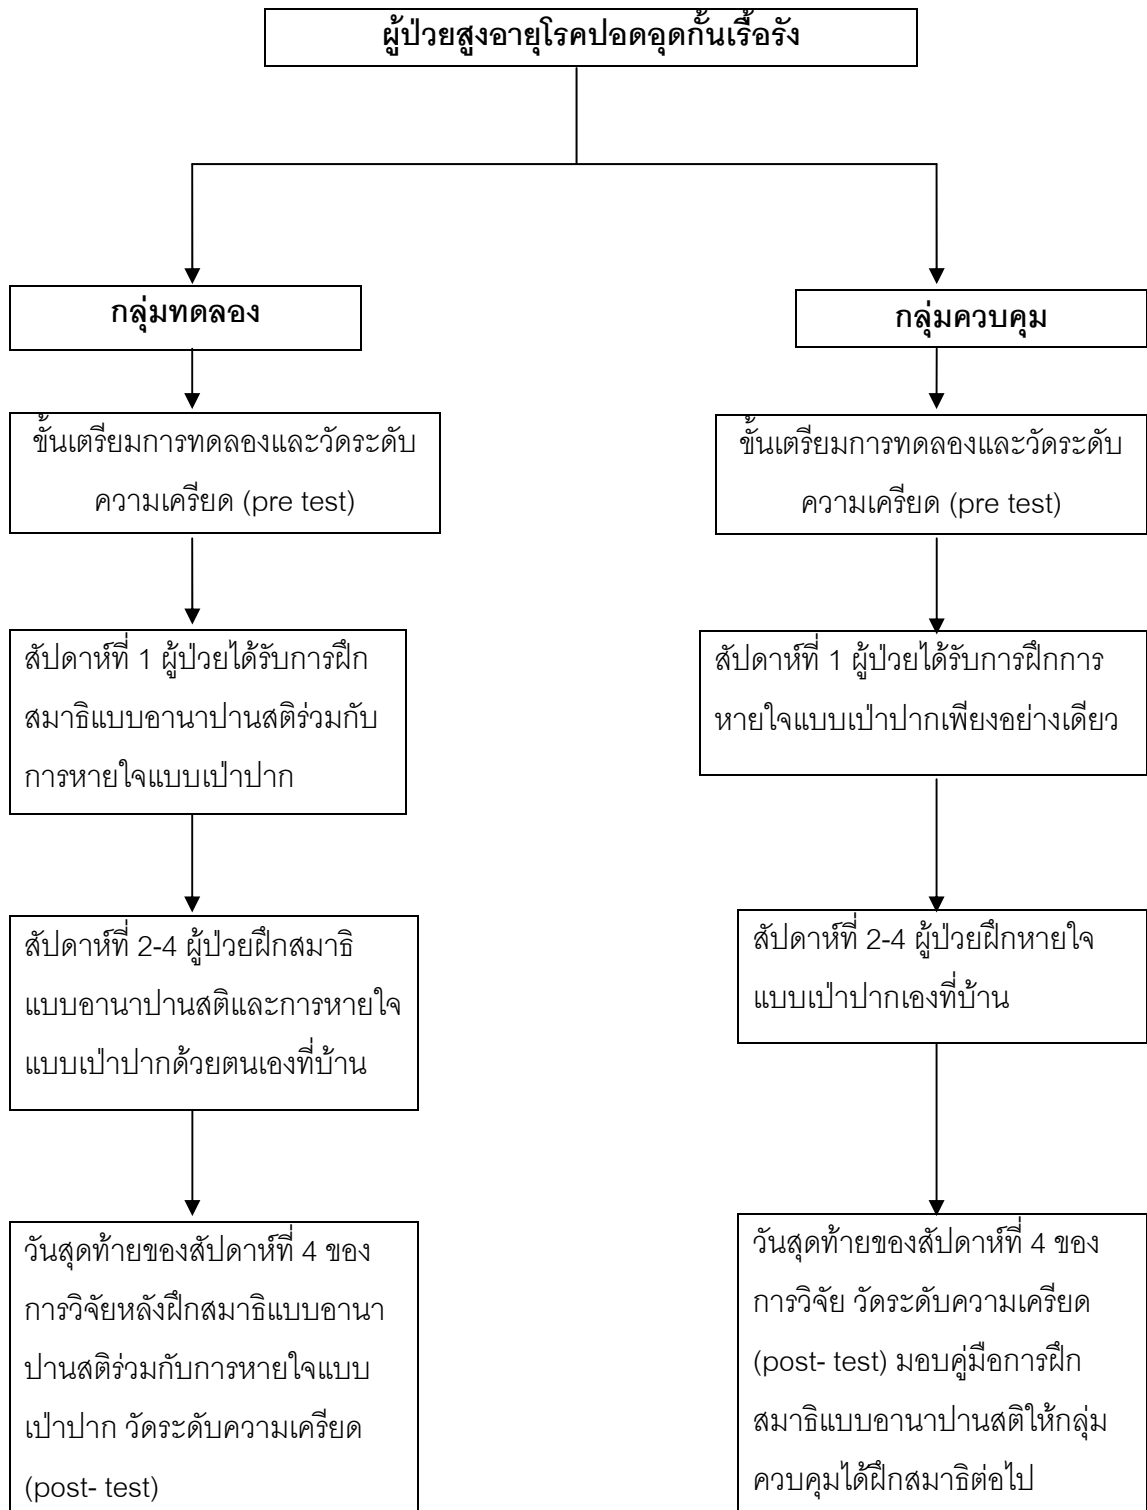 ผู้ป่วยสูงอายุโรคปอดอุดกั้นเรื้อรัง
กลุ่มทดลอง
กลุ่มควบคุม
ขั้นเตรียมการทดลองและวัดระดับ
ความเครียด (pre test)
ขั้นเตรียมการทดลองและวัดระดับ
ความเครียด (pre test)
สัปดาห์ที่ 1 ผู้ป่วยได้รับการฝึก
สมาธิแบบอานาปานสติร่วมกับ
การหายใจแบบเป่าปาก
สัปดาห์ที่ 1 ผู้ป่วยได้รับการฝึกการ
หายใจแบบเป่าปากเพียงอย่างเดียว
สัปดาห์ที่ 2-4 ผู้ป่วยฝึกสมาธิ
แบบอานาปานสติและการหายใจ
แบบเป่าปากด้วยตนเองที่บ้าน
สัปดาห์ที่ 2-4 ผู้ป่วยฝึกหายใจ
แบบเป่าปากเองที่บ้าน
วันสุดท้ายของสัปดาห์ที่ 4 ของ
การวิจัยหลังฝึกสมาธิแบบอานา
ปานสติร่วมกับการหายใจแบบ
เป่าปาก วัดระดับความเครียด
(post- test)
วันสุดท้ายของสัปดาห์ที่ 4 ของ
การวิจัย วัดระดับความเครียด
(post- test) มอบคู่มือการฝึก
สมาธิแบบอานาปานสติให้กลุ่ม
ควบคุมได้ฝึกสมาธิต่อไป